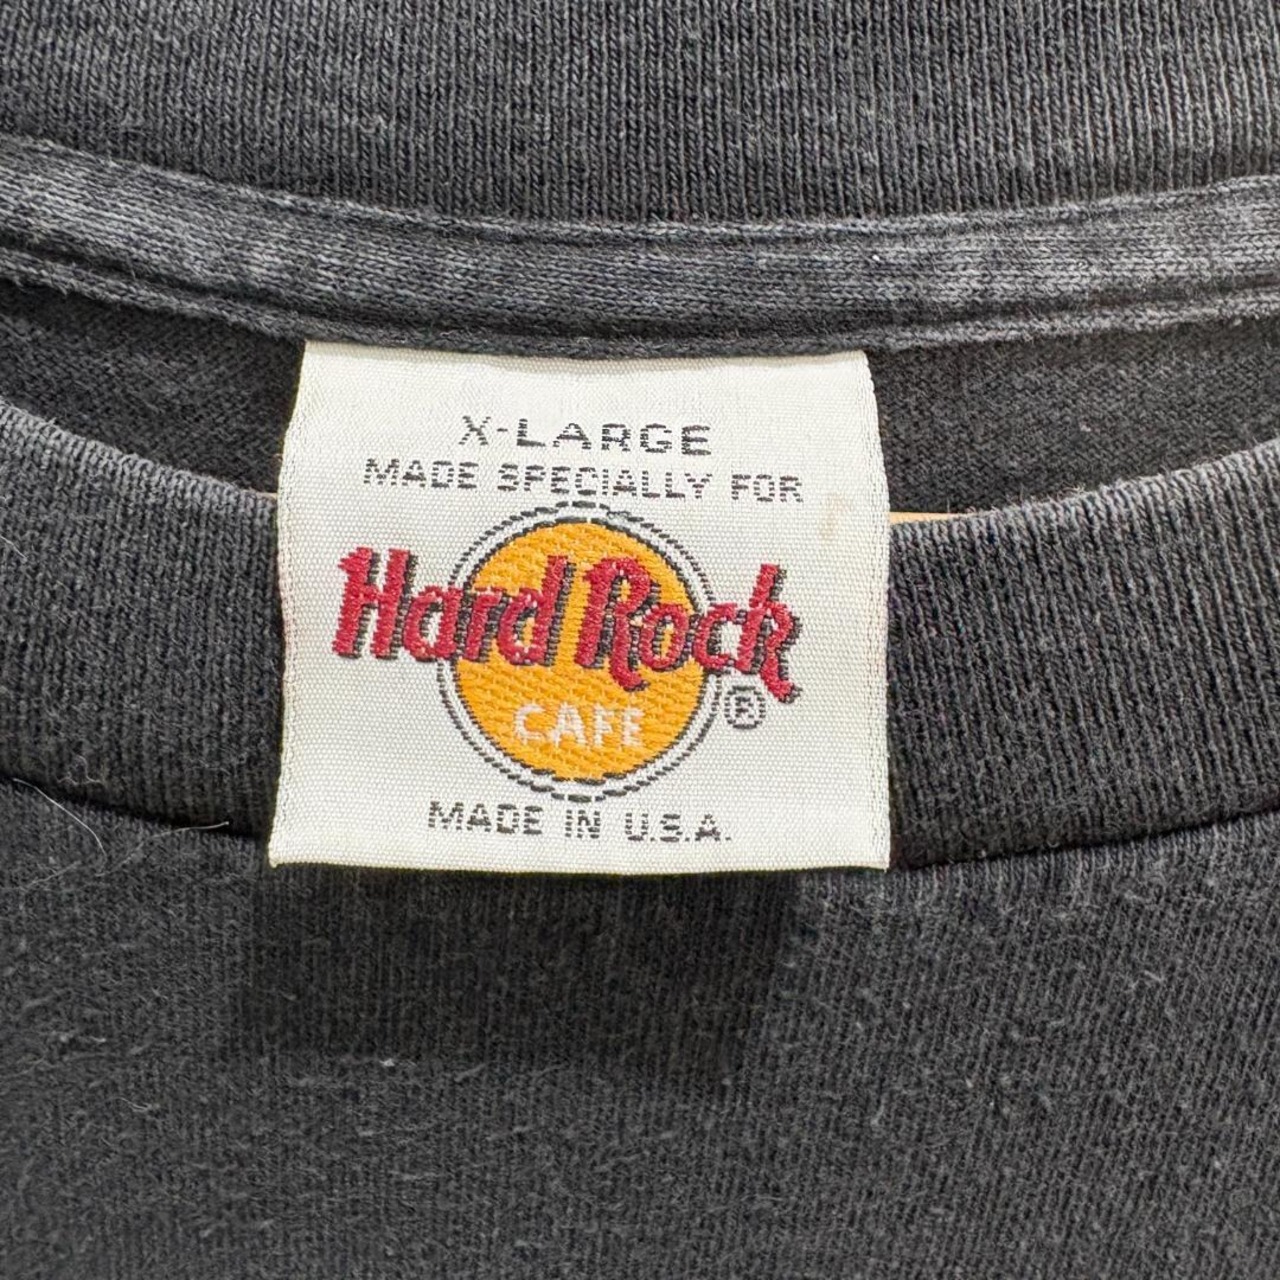 X-LARGE
MADE SPECIALLY FOR
Hard Rock
CAFE
®
MADE IN U.S.A.